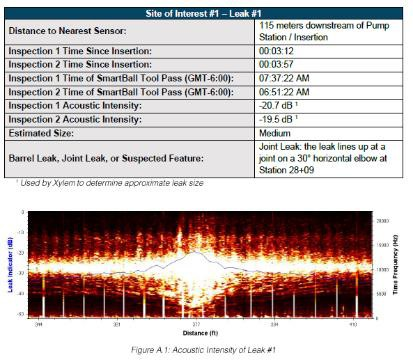 Site of Interest #1 – Leak #1
Distance to Nearest Sensor: 115 meters downstream of Pump
Station / Insertion
Inspection 1 Time Since Insertion: 00:03:12
Inspection 2 Time Since Insertion: 00:03:57
Inspection 1 Time of SmartBall Tool Pass (GMT-6:00): 07:37:22 AM
Inspection 2 Time of SmartBall Tool Pass (GMT-6:00): 06:51:22 AM
Inspection 1 Acoustic Intensity: -20.7 dB ¹
Inspection 2 Acoustic Intensity: -19.5 dB ¹
Estimated Size: Medium
Barrel Leak, Joint Leak, or Suspected Feature: Joint Leak: the leak lines up at a
joint on a 30° horizontal elbow at
Station 28+09
¹ Used by Xylem to determine approximate leak size
Leak Indicator (dB)
Time Frequency (Hz)
Distance (ft)
Figure A.1: Acoustic Intensity of Leak #1